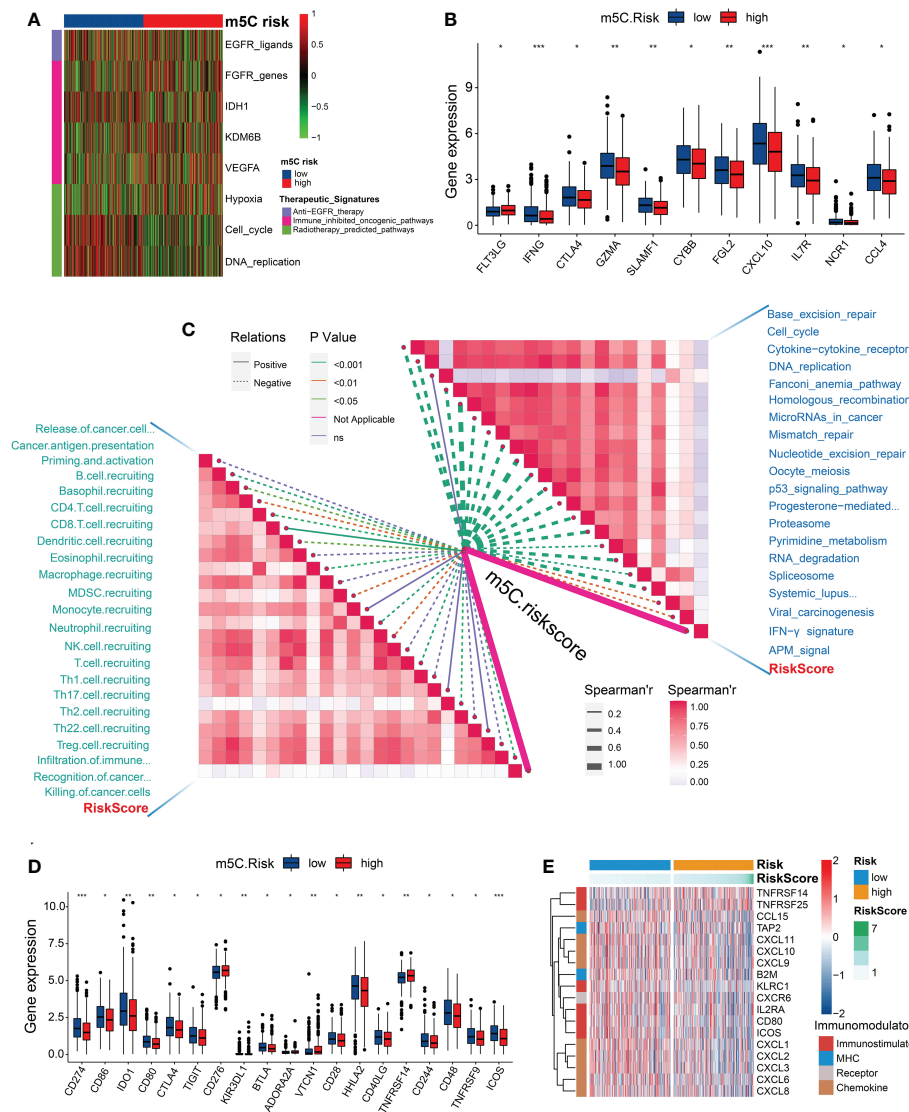 A
m5C risk
EGFR_ligands
FGFR_genes
IDH1
KDM6B
VEGFA
Hypoxia
Cell_cycle
DNA_replication
1
0.5
0
−0.5
−1
m5C risk
low
high
Therapeutic_Signatures
Anti−EGFR_therapy
Immune_inhibited_oncogenic_pathways
Radiotherapy_predicted_pathways
B
m5C.Risk low high
* *** * ** ** * ** *** ** * *
Gene expression
9
6
3
0
FLT3LG
IFNG
CTLA4
GZMA
SLAMF1
CYBB
FGL2
CXCL10
IL7R
NCR1
CCL4
C
Relations
Positive
Negative
P Value
<0.001
<0.01
<0.05
Not Applicable
ns
Base_excision_repair
Cell_cycle
Cytokine−cytokine_receptor
DNA_replication
Fanconi_anemia_pathway
Homologous_recombination
MicroRNAs_in_cancer
Mismatch_repair
Nucleotide_excision_repair
Oocyte_meiosis
p53_signaling_pathway
Progesterone−mediated...
Proteasome
Pyrimidine_metabolism
RNA_degradation
Spliceosome
Systemic_lupus...
Viral_carcinogenesis
IFN−γ signature
APM_signal
RiskScore
Release.of.cancer.cell...
Cancer.antigen.presentation
Priming.and.activation
B.cell.recruiting
Basophil.recruiting
CD4.T.cell.recruiting
CD8.T.cell.recruiting
Dendritic.cell.recruiting
Eosinophil.recruiting
Macrophage.recruiting
MDSC.recruiting
Monocyte.recruiting
Neutrophil.recruiting
NK.cell.recruiting
T.cell.recruiting
Th1.cell.recruiting
Th17.cell.recruiting
Th2.cell.recruiting
Th22.cell.recruiting
Treg.cell.recruiting
Infiltration.of.immune...
Recognition.of.cancer...
Killing.of.cancer.cells
RiskScore
m5C.riskscore
Spearman'r
0.2
0.4
0.6
1.00
Spearman'r
1.00
0.75
0.50
0.25
0.00
D
m5C.Risk low high
*** * ** ** * * * ** * * ** * ** * ** * * * ***
Gene expression
10.0
7.5
5.0
2.5
0.0
CD274
CD86
IDO1
CD80
CTLA4
TIGIT
CD276
KIR3DL1
BTLA
ADORA2A
VTCN1
CD28
HHLA2
CD40LG
TNFRSF14
CD244
CD48
TNFRSF9
ICOS
E
Risk
RiskScore
TNFRSF14
TNFRSF25
CCL15
TAP2
CXCL11
CXCL10
CXCL9
B2M
KLRC1
CXCR6
IL2RA
CD80
ICOS
CXCL1
CXCL2
CXCL3
CXCL6
CXCL8
2
1
0
−1
−2
Risk
low
high
RiskScore
7
1
Immunomodulato
Immunostimulate
MHC
Receptor
Chemokine